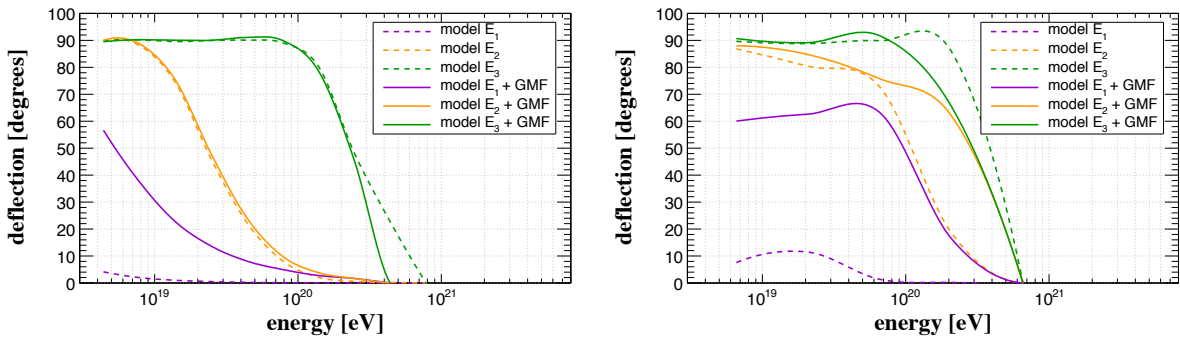 deflection [degrees]
100
90
80
70
60
50
40
30
20
10
0
10^19
10^20
10^21
energy [eV]
model E_1
model E_2
model E_3
model E_1 + GMF
model E_2 + GMF
model E_3 + GMF
deflection [degrees]
100
90
80
70
60
50
40
30
20
10
0
10^19
10^20
10^21
energy [eV]
model E_1
model E_2
model E_3
model E_1 + GMF
model E_2 + GMF
model E_3 + GMF